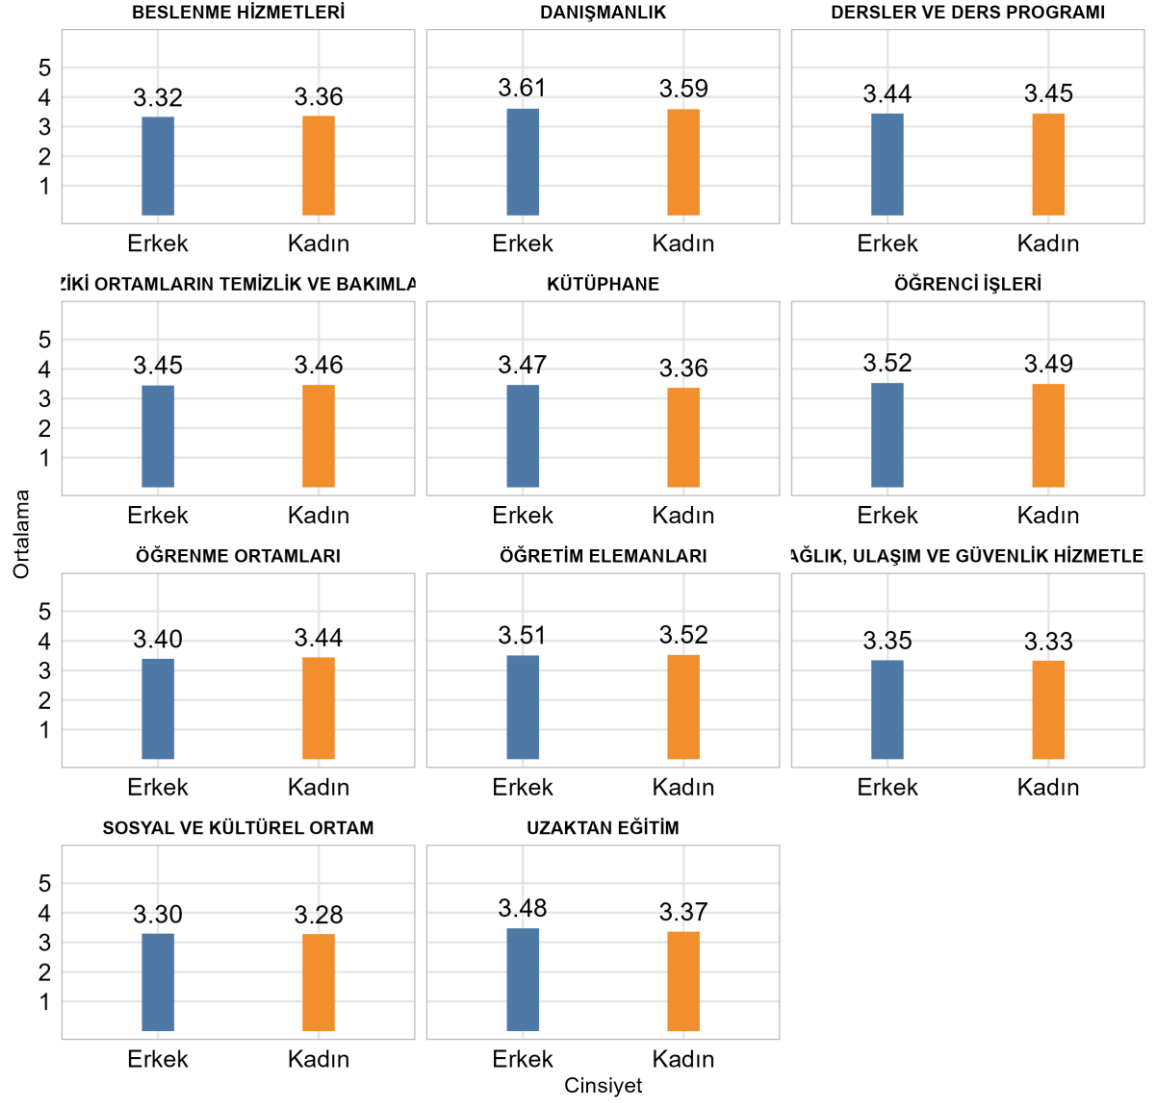 BESLENME HİZMETLERİ DANIŞMANLIK DERSLER VE DERS PROGRAMI
5
4
3
2
1
3.32 3.36 3.61 3.59 3.44 3.45
Erkek Kadın Erkek Kadın Erkek Kadın
ZİKİ ORTAMLARIN TEMİZLİK VE BAKIMLA KÜTÜPHANE ÖĞRENCİ İŞLERİ
5
4
3
2
1
3.45 3.46 3.47 3.36 3.52 3.49
Erkek Kadın Erkek Kadın Erkek Kadın
Ortalama
ÖĞRENME ORTAMLARI ÖĞRETİM ELEMANLARI AĞLIK, ULAŞIM VE GÜVENLİK HİZMETLE
5
4
3
2
1
3.40 3.44 3.51 3.52 3.35 3.33
Erkek Kadın Erkek Kadın Erkek Kadın
SOSYAL VE KÜLTÜREL ORTAM UZAKTAN EĞİTİM
5
4
3
2
1
3.30 3.28 3.48 3.37
Erkek Kadın Erkek Kadın
Cinsiyet